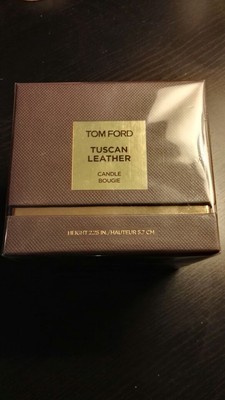 TOM FORD
TUSCAN
LEATHER
CANDLE
BOUGIE
HEIGHT 2.25 IN./HAUTEUR 5.7 CM